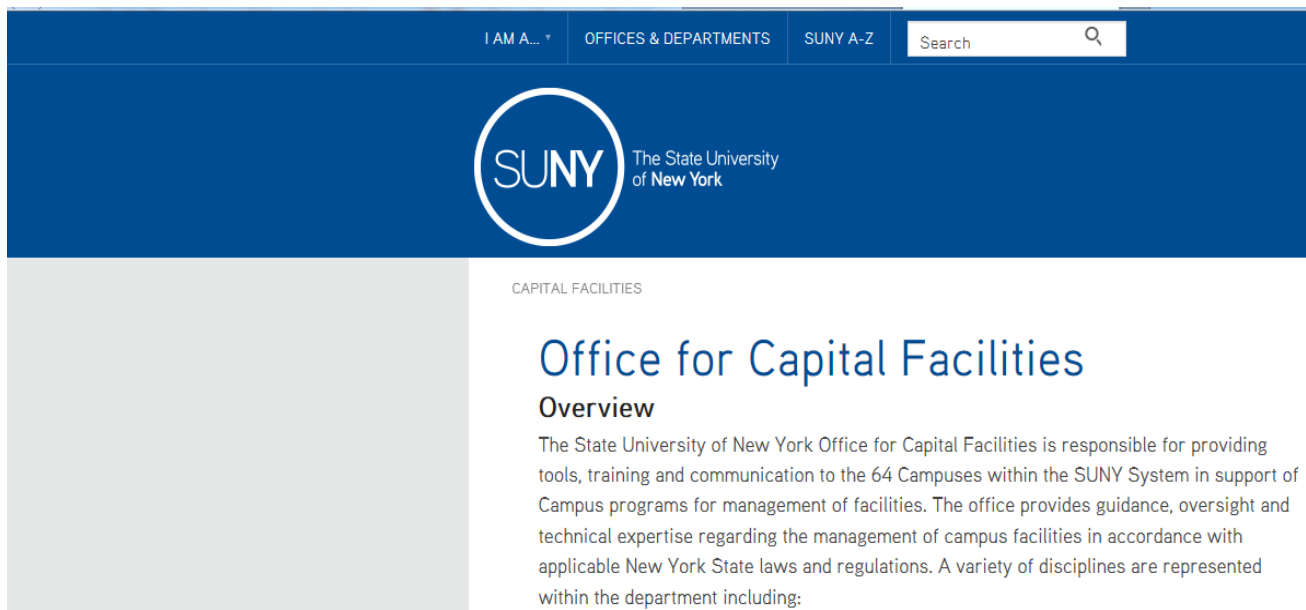 I AM A...
OFFICES & DEPARTMENTS
SUNY A-Z
Search
SUNY
The State University
of New York
CAPITAL FACILITIES
Office for Capital Facilities
Overview
The State University of New York Office for Capital Facilities is responsible for providing
tools, training and communication to the 64 Campuses within the SUNY System in support of
Campus programs for management of facilities. The office provides guidance, oversight and
technical expertise regarding the management of campus facilities in accordance with
applicable New York State laws and regulations. A variety of disciplines are represented
within the department including: